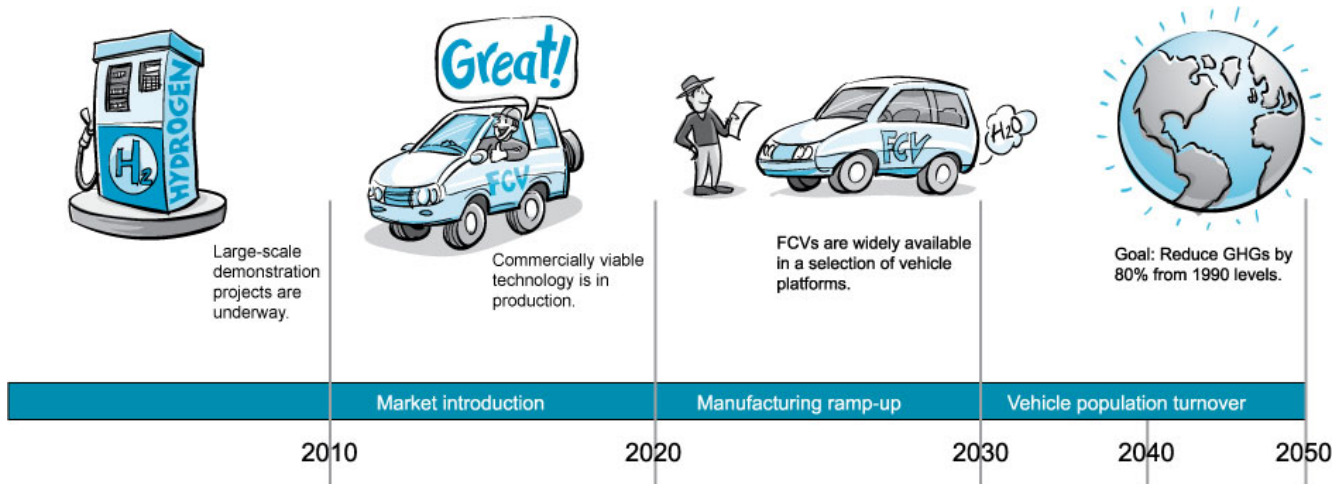 H2
HYDROGEN
Great!
FCV
FCV
H2O
Large-scale
demonstration
projects are
underway.
Commercially viable
technology is in
production.
FCVs are widely available
in a selection of vehicle
platforms.
Goal: Reduce GHGs by
80% from 1990 levels.
Market introduction
Manufacturing ramp-up
Vehicle population turnover
2010
2020
2030
2040
2050